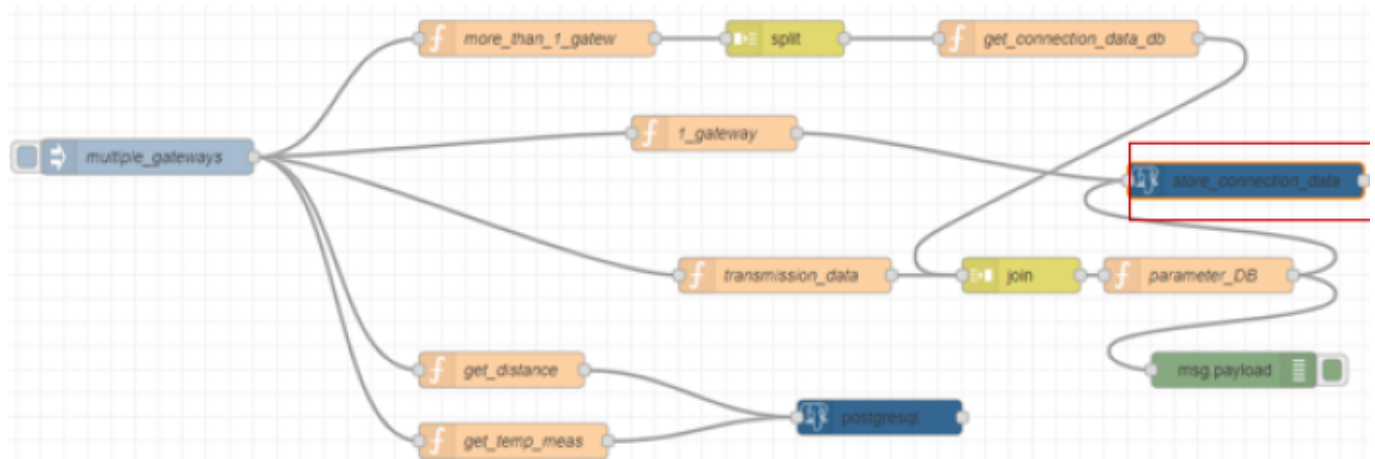 more_than_1_gatew
split
get_connection_data_db
1_gateway
multiple_gateways
store_connection_data
transmission_data
join
parameter_DB
get_distance
msg.payload
postgresql
get_temp_meas